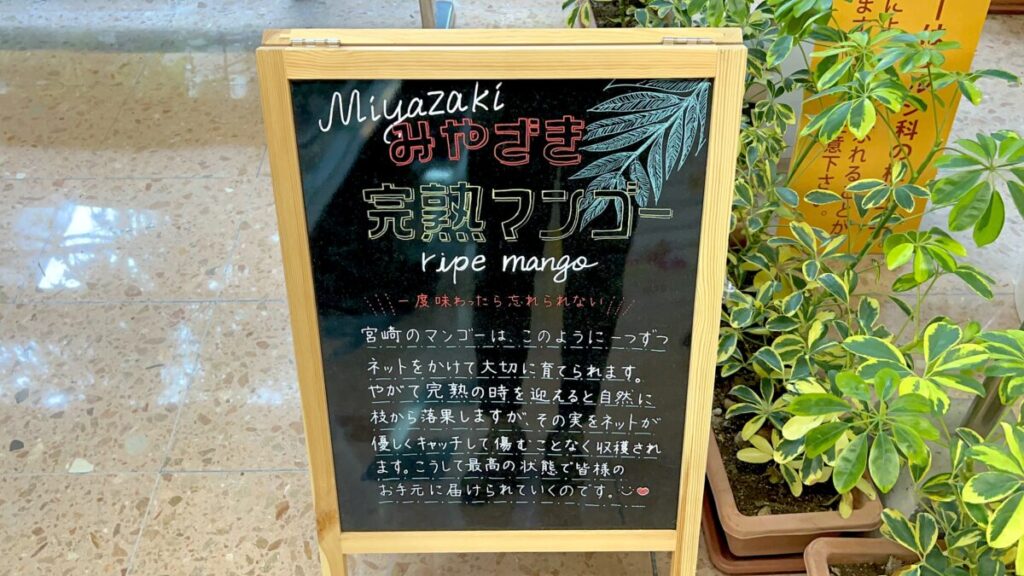 Miyazaki
みやざき
完熟マンゴー
ripe mango
一度味わったら忘れられない
宮崎のマンゴーは、このように一つずつ
ネットをかけて大切に育てられます。
やがて完熟の時を迎えると自然に
枝から落果しますが、その実をネットが
優しくキャッチして傷むことなく収穫され
ます。こうして最高の状態で皆様の
お手元に届けられていくのです。